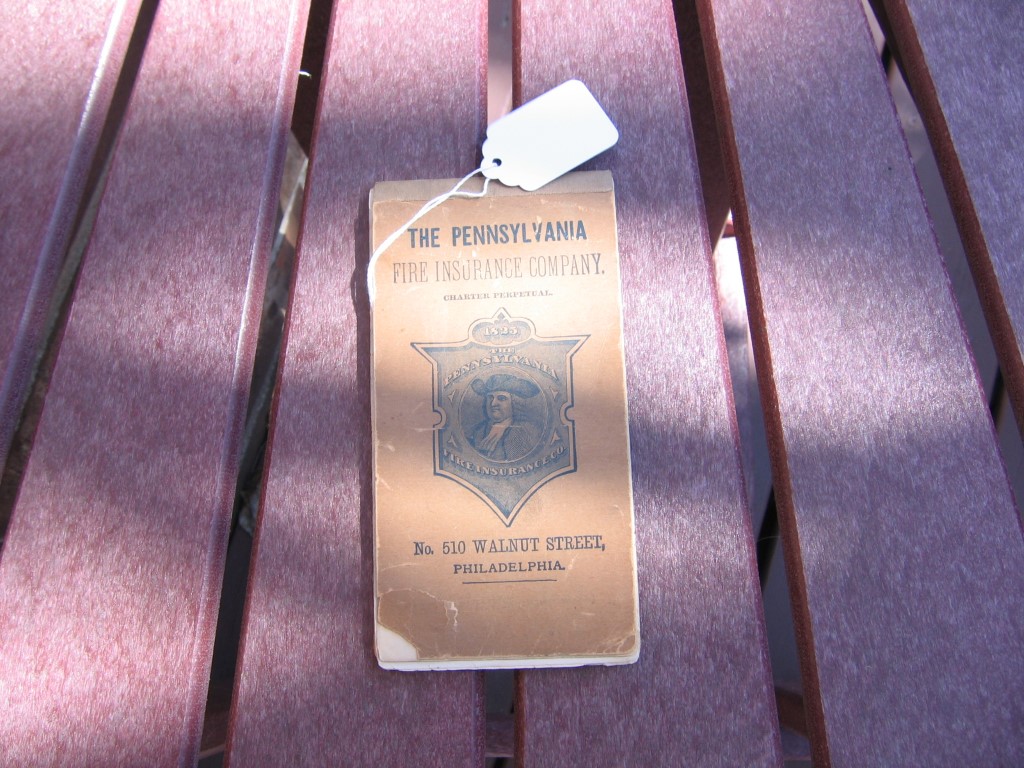 THE PENNSYLVANIA
FIRE INSURANCE COMPANY.
CHARTER PERPETUAL.
1825
THE
PENNSYLVANIA
FIRE INSURANCE CO
No. 510 WALNUT STREET,
PHILADELPHIA.